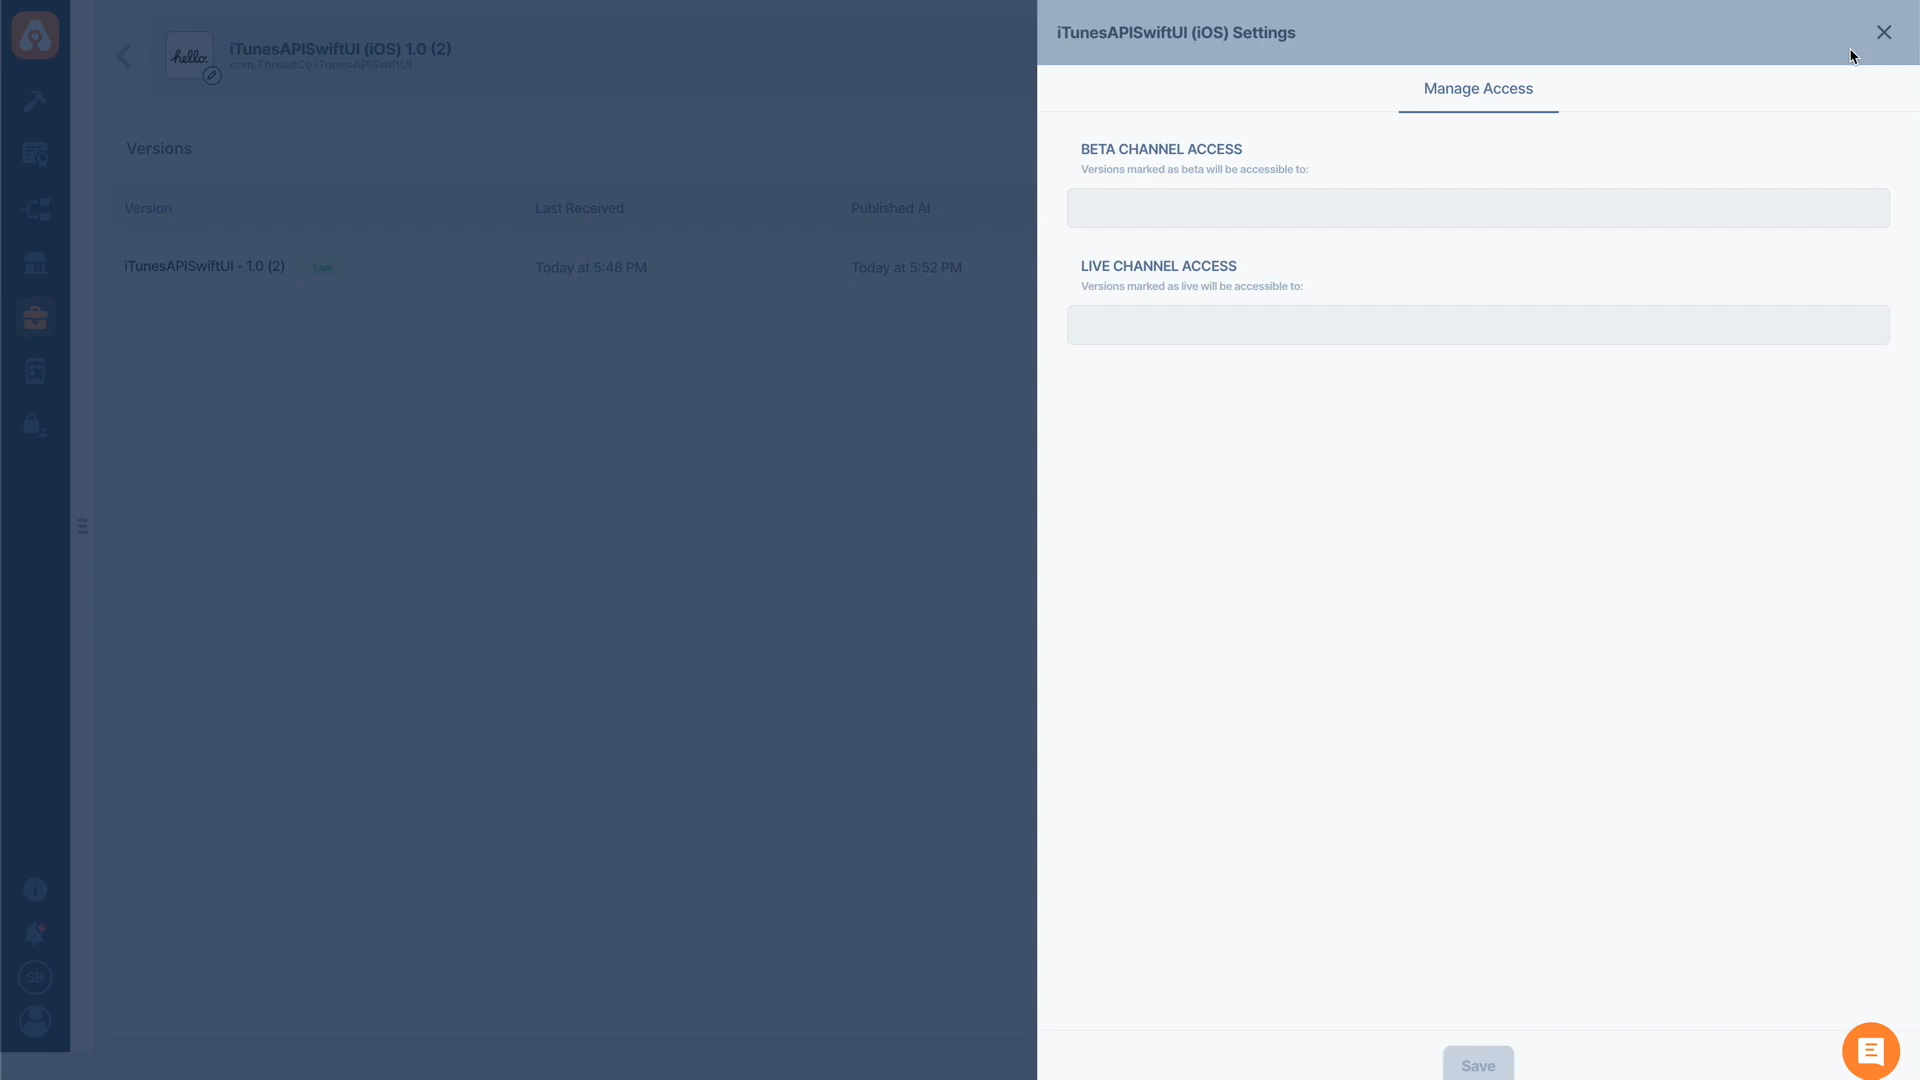 iTunesAPISwiftUI (iOS) 1.0 (2)
com.ThreadCo.iTunesAPISwiftUI
hello.
Versions
Version
Last Received
Published At
iTunesAPISwiftUI - 1.0 (2)
Live
Today at 5:48 PM
Today at 5:52 PM
SB
iTunesAPISwiftUI (iOS) Settings
Manage Access
BETA CHANNEL ACCESS
Versions marked as beta will be accessible to:
LIVE CHANNEL ACCESS
Versions marked as live will be accessible to:
Save